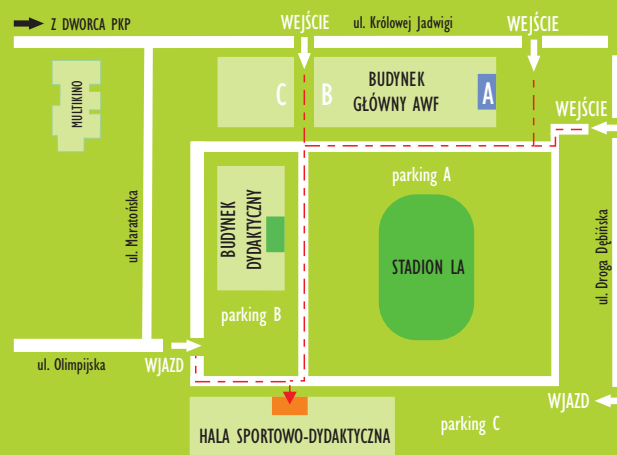 Z DWORCA PKP
WEJŚCIE
ul. Królowej Jadwigi
WEJŚCIE
MULTIKINO
C
B
BUDYNEK
GŁÓWNY AWF
A
WEJŚCIE
parking A
ul. Maratońska
BUDYNEK
DYDAKTYCZNY
STADION LA
ul. Droga Dębińska
parking B
ul. Olimpijska
WJAZD
WJAZD
parking C
HALA SPORTOWO-DYDAKTYCZNA